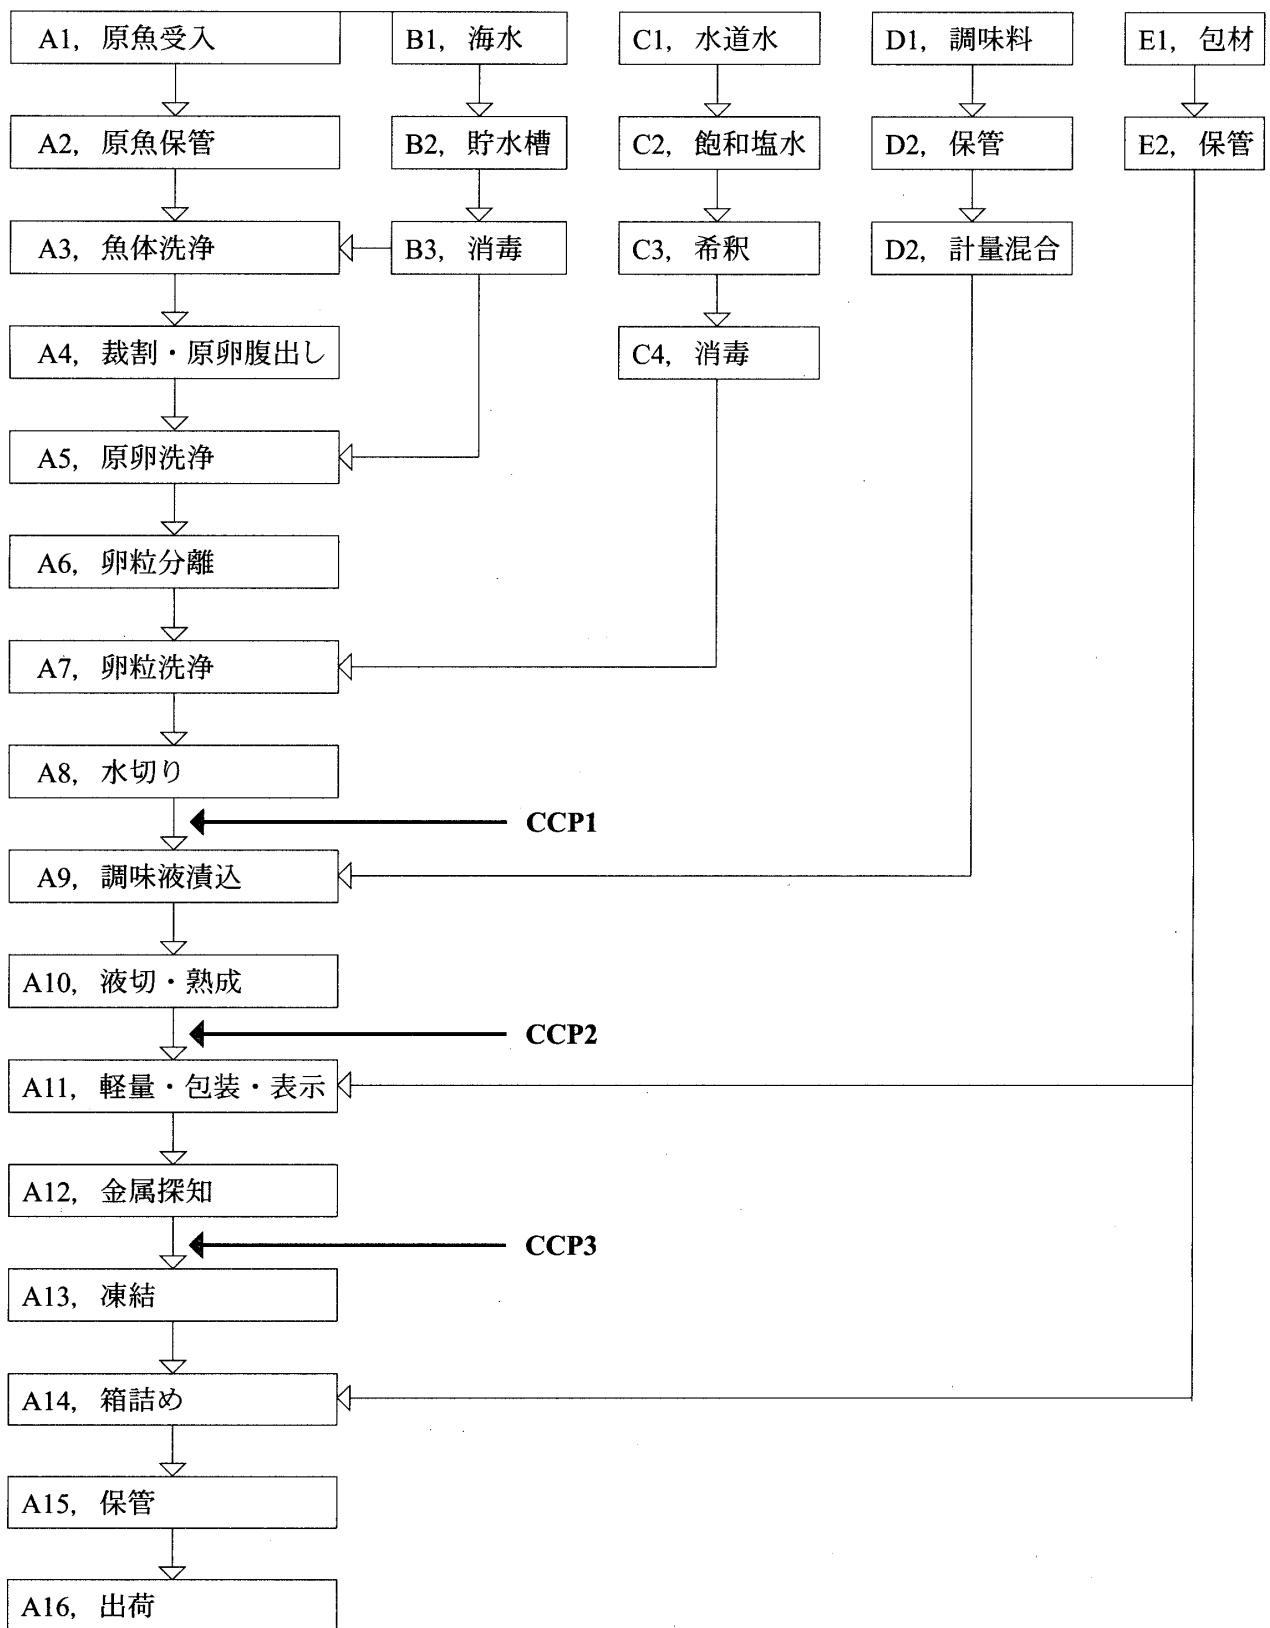 A1, 原魚受入
B1, 海水
C1, 水道水
D1, 調味料
E1, 包材
A2, 原魚保管
B2, 貯水槽
C2, 飽和塩水
D2, 保管
E2, 保管
A3, 魚体洗浄
B3, 消毒
C3, 希釈
D2, 計量混合
A4, 裁割・原卵腹出し
C4, 消毒
A5, 原卵洗浄
A6, 卵粒分離
A7, 卵粒洗浄
A8, 水切り
CCP1
A9, 調味液漬込
A10, 液切・熟成
CCP2
A11, 軽量・包装・表示
A12, 金属探知
CCP3
A13, 凍結
A14, 箱詰め
A15, 保管
A16, 出荷